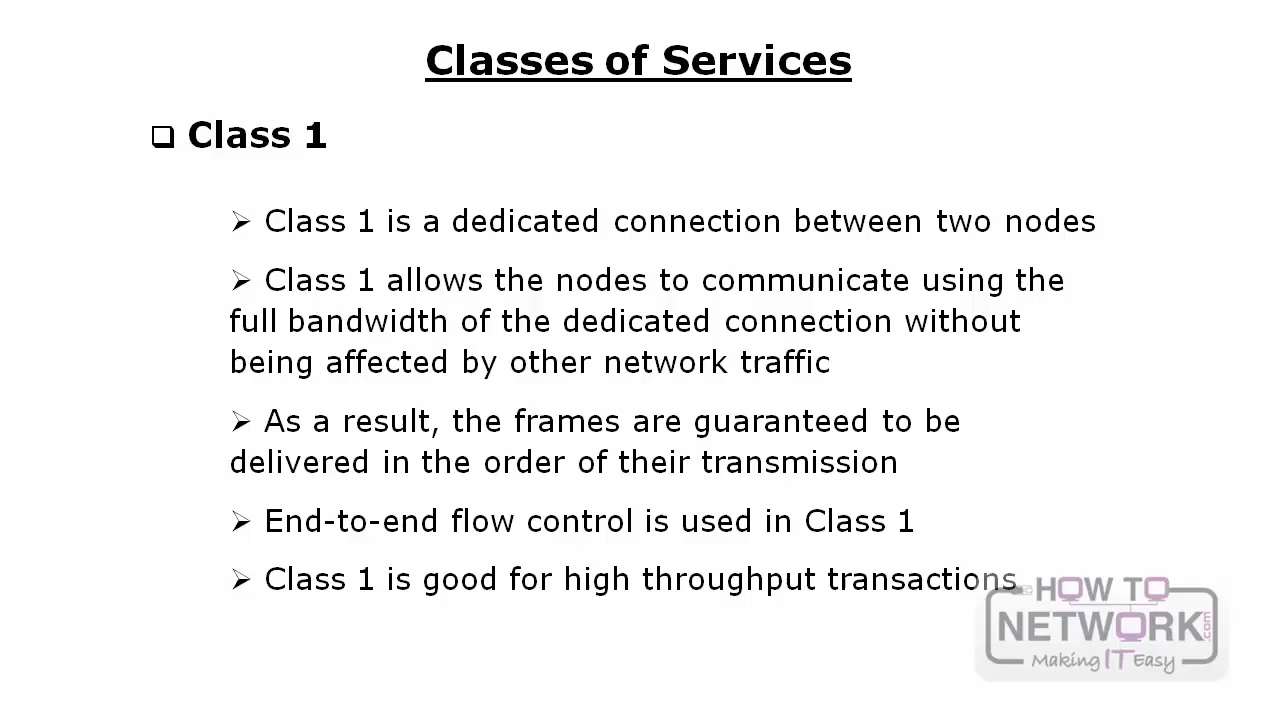 Classes of Services
❑ Class 1
➢ Class 1 is a dedicated connection between two nodes
➢ Class 1 allows the nodes to communicate using the
full bandwidth of the dedicated connection without
being affected by other network traffic
➢ As a result, the frames are guaranteed to be
delivered in the order of their transmission
➢ End-to-end flow control is used in Class 1
➢ Class 1 is good for high throughput transactions
HOW TO
NETWORK.com
Making IT Easy